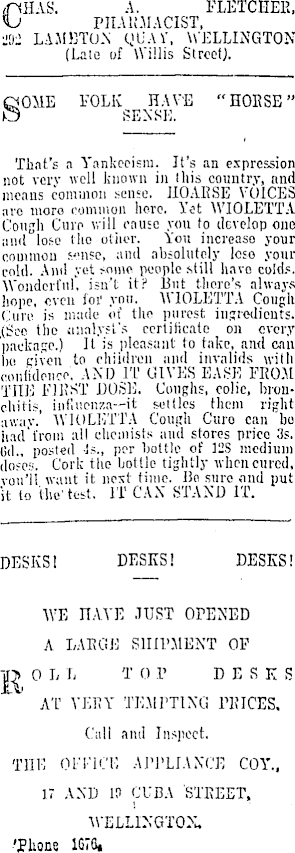 CHAS. A. FLETCHER,
PHARMACIST,
292 LAMBTON QUAY, WELLINGTON
(Late of Willis Street).
SOME FOLK HAVE "HORSE"
SENSE.
That's a Yankeeism. It's an expression
not very well known in this country, and
means common sense. HOARSE VOICES
are more common here. Yet WIOLETTA
Cough Cure will cause you to develop one
and lose the other. You increase your
common sense, and absolutely lose your
cold. And yet some people still have colds.
Wonderful, isn't it? But there's always
hope, even for you. WIOLETTA Cough
Cure is made of the purest ingredients.
(See the analyst's certificate on every
package.) It is pleasant to take, and can
be given to children and invalids with
confidence. AND IT GIVES EASE FROM
THE FIRST DOSE. Coughs, colic, bron-
chitis, influenza--it settles them right
away. WIOLETTA Cough Cure can be
had from all chemists and stores price 3s.
6d., posted 4s., per bottle of 128 medium
doses. Cork the bottle tightly when cured,
you'll want it next time. Be sure and put
it to the test. IT CAN STAND IT.
DESKS! DESKS! DESKS!
WE HAVE JUST OPENED
A LARGE SHIPMENT OF
ROLL TOP DESKS
AT VERY TEMPTING PRICES.
Call and Inspect.
THE OFFICE APPLIANCE COY.,
17 AND 19 CUBA STREET,
WELLINGTON.
'Phone 1676.